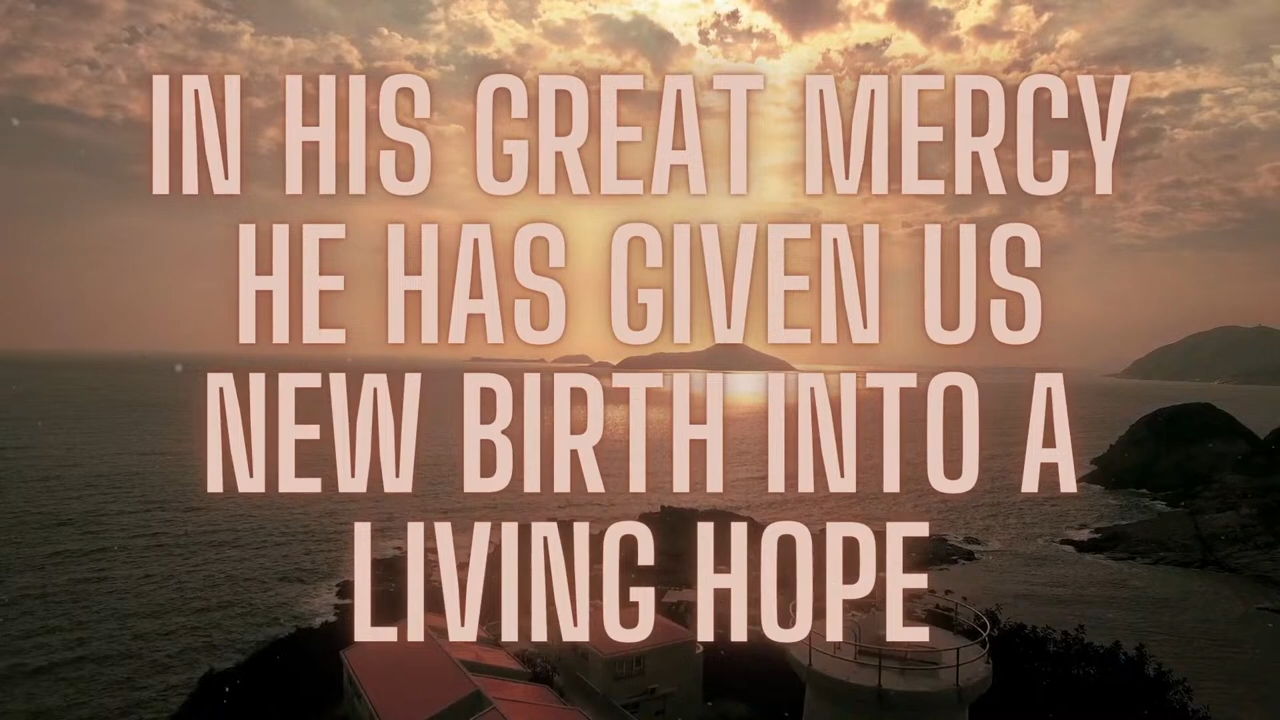 IN HIS GREAT MERCY
HE HAS GIVEN US
NEW BIRTH INTO A
LIVING HOPE